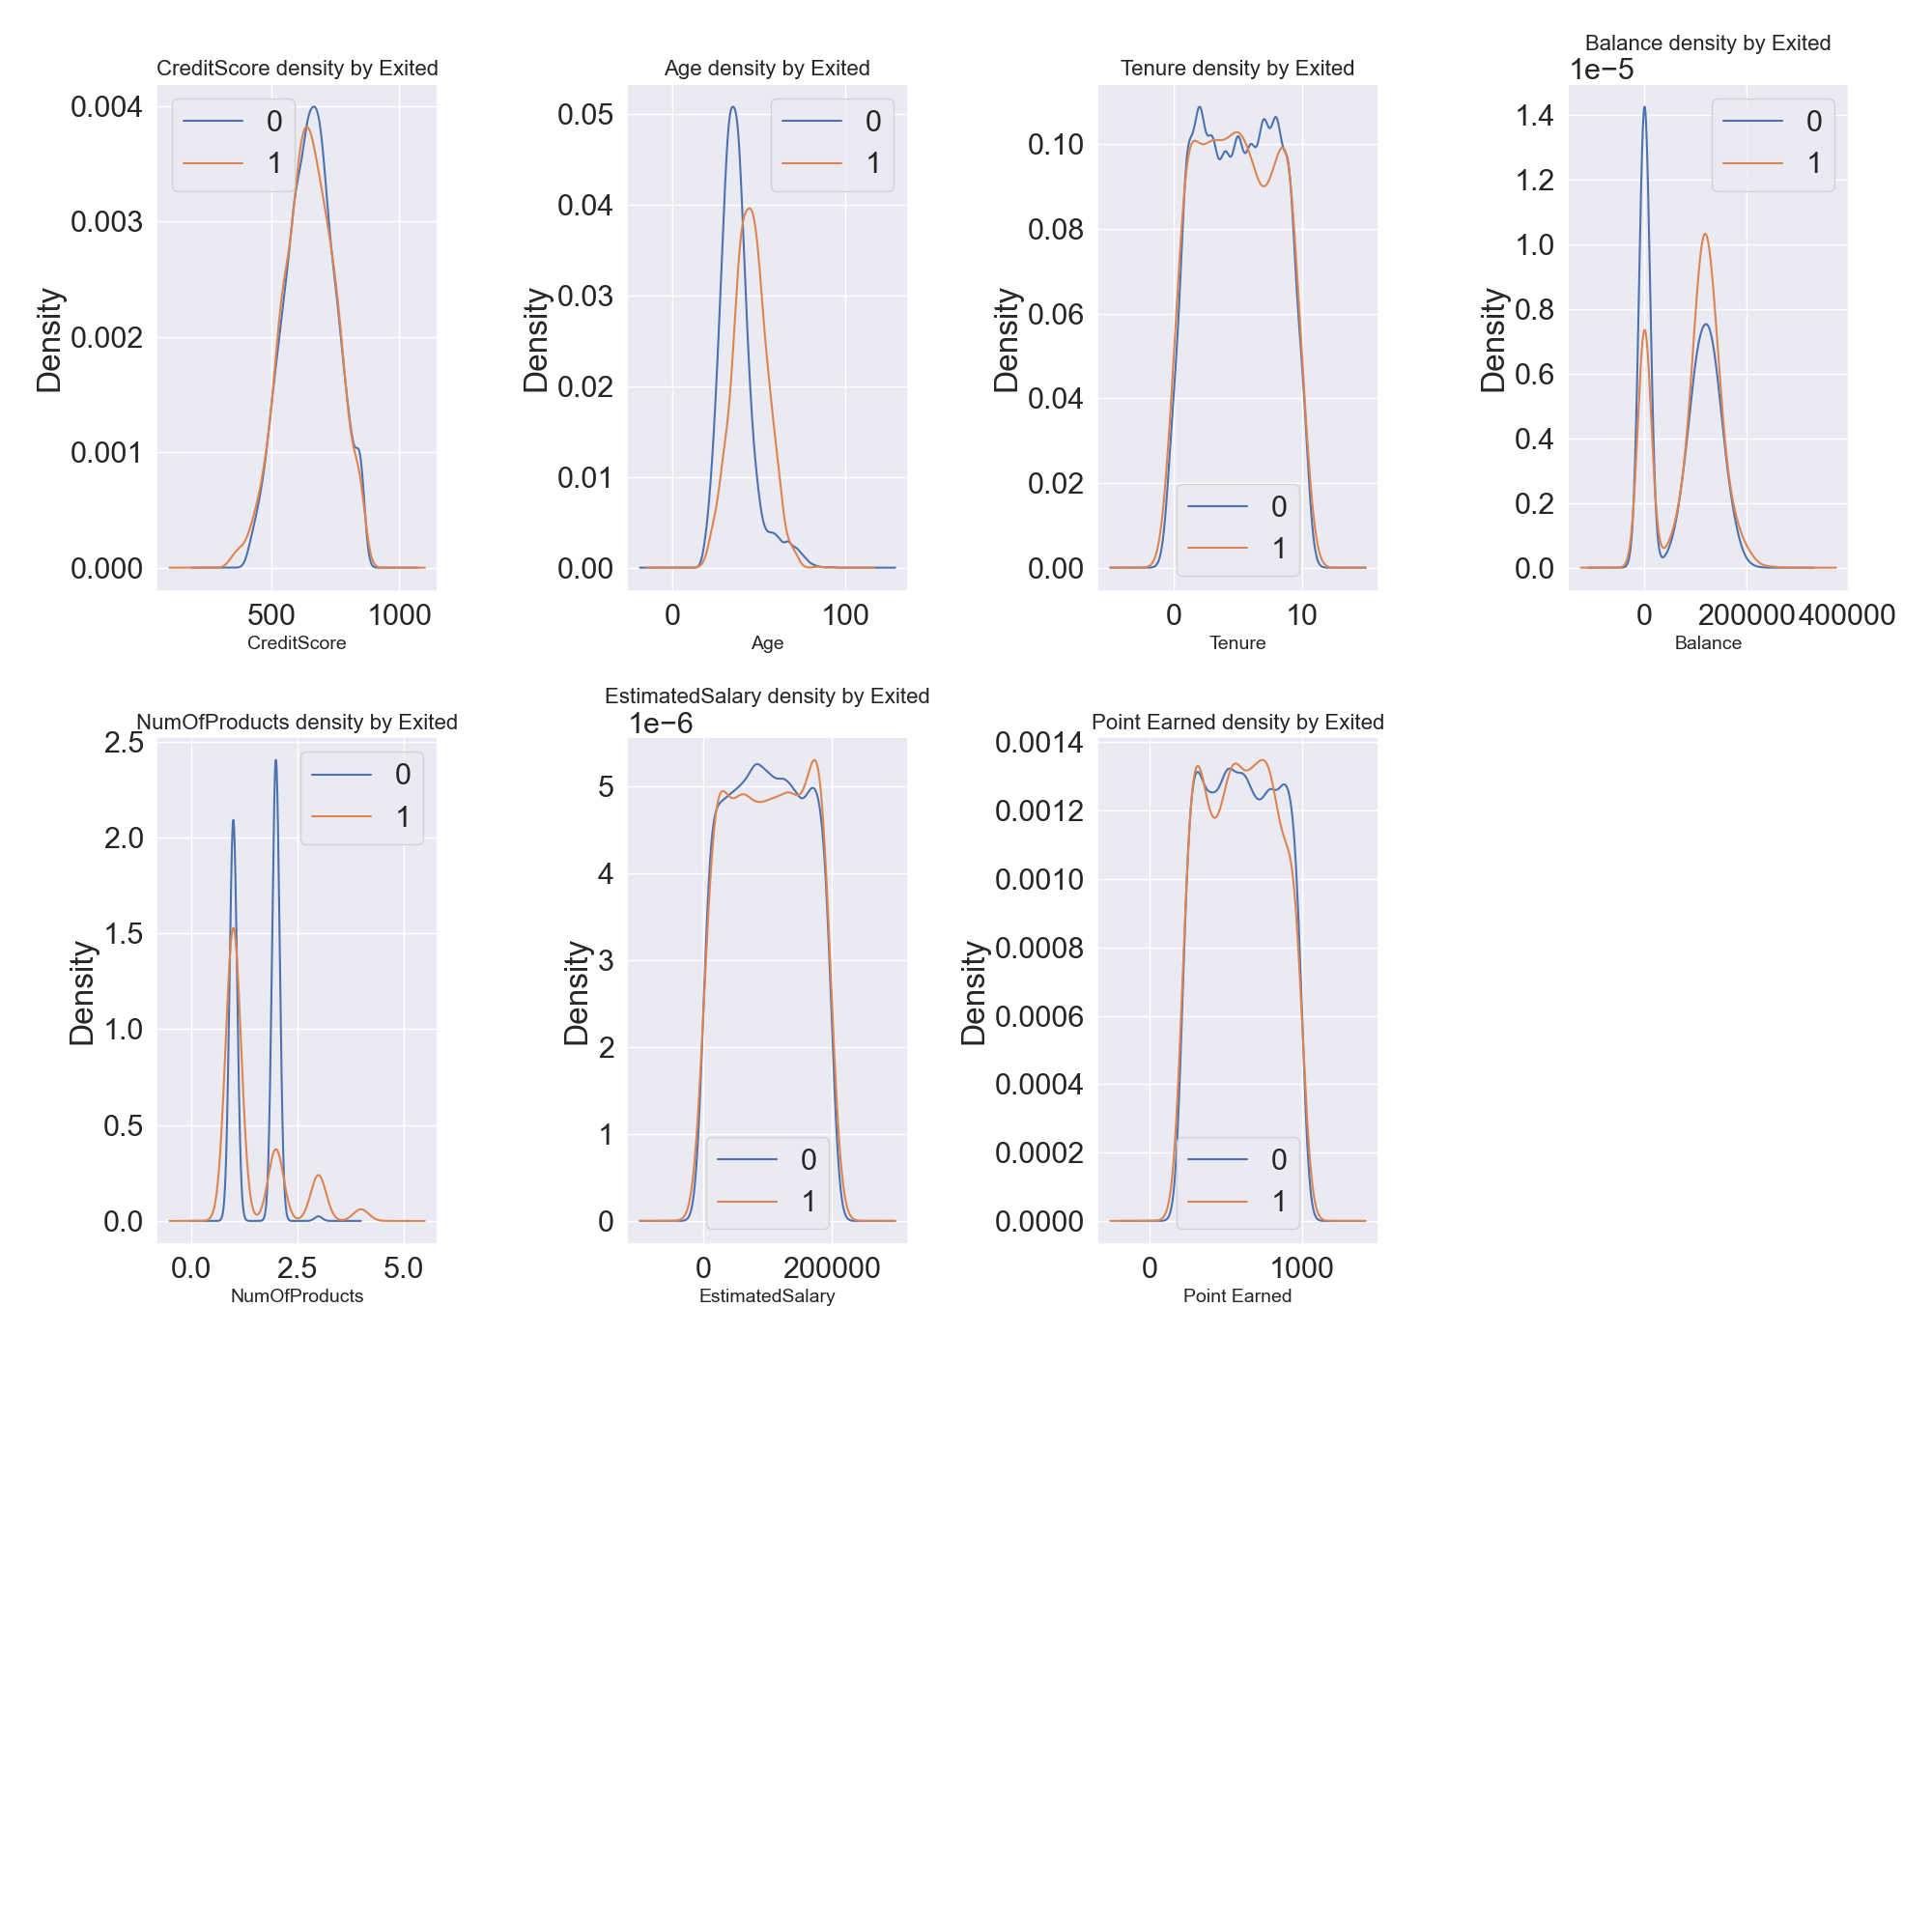 CreditScore density by Exited
0.004
0.003
0.002
0.001
0.000
Density
0
1
500 1000
CreditScore
Age density by Exited
0.05
0.04
0.03
0.02
0.01
0.00
Density
0
1
0 100
Age
Tenure density by Exited
0.10
0.08
0.06
0.04
0.02
0.00
Density
0
1
0 10
Tenure
Balance density by Exited
1e−5
1.4
1.2
1.0
0.8
0.6
0.4
0.2
0.0
Density
0
1
0 200000 400000
Balance
NumOfProducts density by Exited
2.5
2.0
1.5
1.0
0.5
0.0
Density
0
1
0.0 2.5 5.0
NumOfProducts
EstimatedSalary density by Exited
1e−6
5
4
3
2
1
0
Density
0
1
0 200000
EstimatedSalary
Point Earned density by Exited
0.0014
0.0012
0.0010
0.0008
0.0006
0.0004
0.0002
0.0000
Density
0
1
0 1000
Point Earned